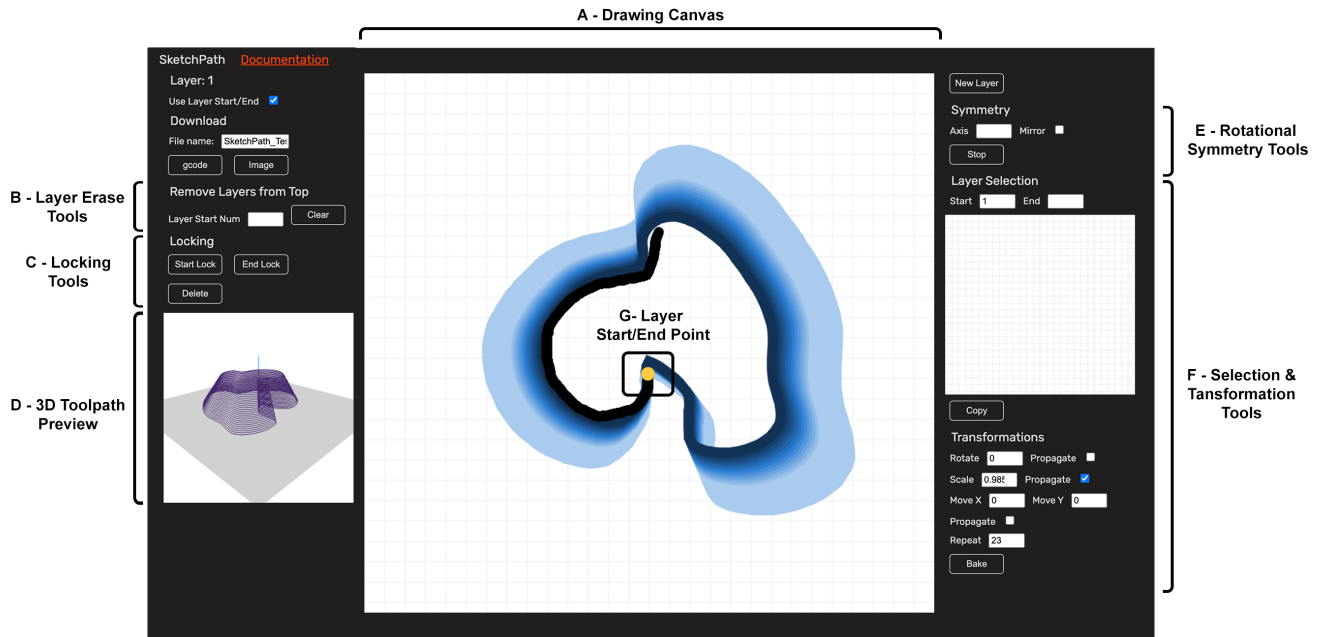 A - Drawing Canvas
SketchPath Documentation
Layer: 1
Use Layer Start/End
Download
File name: SketchPath_Te
gcode Image
B - Layer Erase
Tools
Remove Layers from Top
Layer Start Num Clear
C - Locking
Tools
Locking
Start Lock End Lock
Delete
D - 3D Toolpath
Preview
G- Layer
Start/End Point
New Layer
Symmetry
Axis Mirror
Stop
E - Rotational
Symmetry Tools
Layer Selection
Start 1 End
F - Selection &
Tansformation
Tools
Copy
Transformations
Rotate 0 Propagate
Scale 0.985 Propagate
Move X 0 Move Y 0
Propagate
Repeat 23
Bake